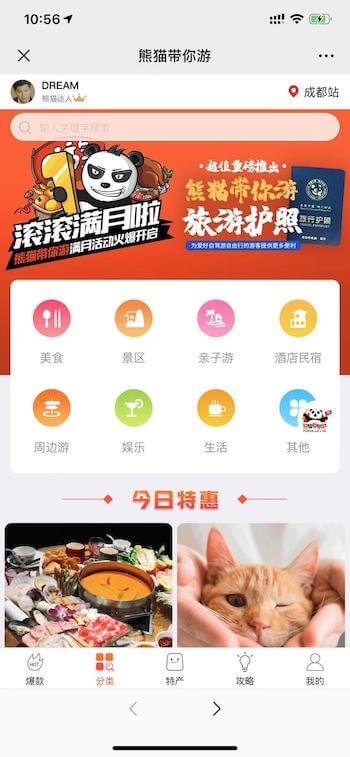 10:56
熊猫带你游
DREAM
熊猫达人
成都站
输入关键字搜索
滚滚满月啦
熊猫带你游满月活动火爆开启
超值重磅推出
熊猫带你游
旅游护照
为爱好自驾游自由行的游客提供更多便利
旅行护照
美食
景区
亲子游
酒店民宿
周边游
娱乐
生活
其他
今日特惠
HOT
爆款
分类
特产
攻略
我的